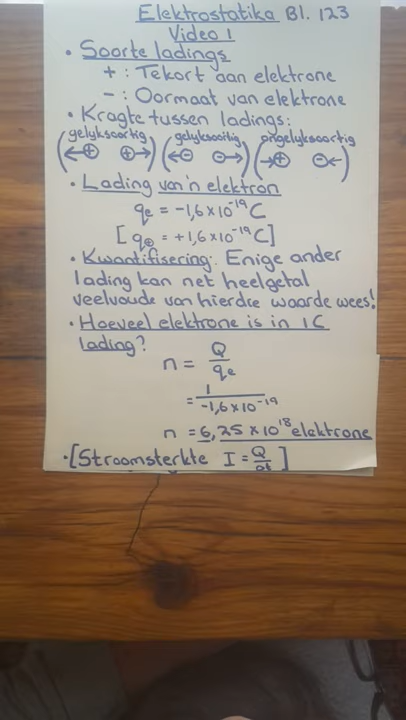 Elektrostatika Bl. 123
Video 1
• Soorte ladings
+ : Tekort aan elektrone
- : Oormaat van elektrone
• Kragte tussen ladings:
gelyksoortig gelyksoortig ongelyksoortig
(←⊕ ⊕→) (←⊖ ⊖→) (→⊕ ⊖←)
• Lading van 'n elektron
qe = -1,6 x 10⁻¹⁹ C
[q⊕ = +1,6 x 10⁻¹⁹ C]
• Kwantifisering: Enige ander
lading kan net heelgetal
veelvoude van hierdie waarde wees!
• Hoeveel elektrone is in 1C
lading?
n = Q/qe
= 1/-1,6 x 10⁻¹⁹
n = 6,25 x 10¹⁸ elektrone
• [Stroomsterkte I = Q/Δt]